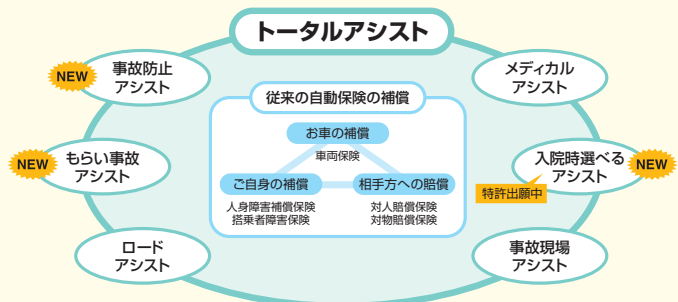 トータルアシスト
NEW
事故防止
アシスト
メディカル
アシスト
従来の自動保険の補償
お車の補償
車両保険
NEW
もらい事故
アシスト
入院時選べる
アシスト
NEW
特許出願中
ご自身の補償
相手方への賠償
人身障害補償保険
搭乗者障害保険
対人賠償保険
対物賠償保険
ロード
アシスト
事故現場
アシスト